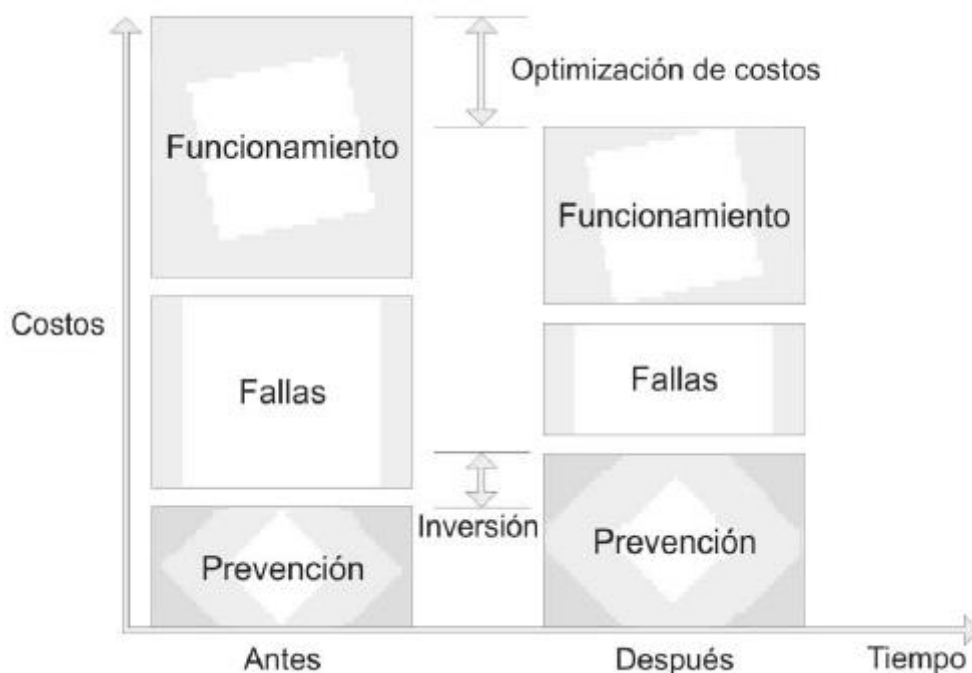 Optimización de costos
Funcionamiento
Funcionamiento
Costos
Fallas
Fallas
Inversión
Prevención
Prevención
Antes
Después
Tiempo